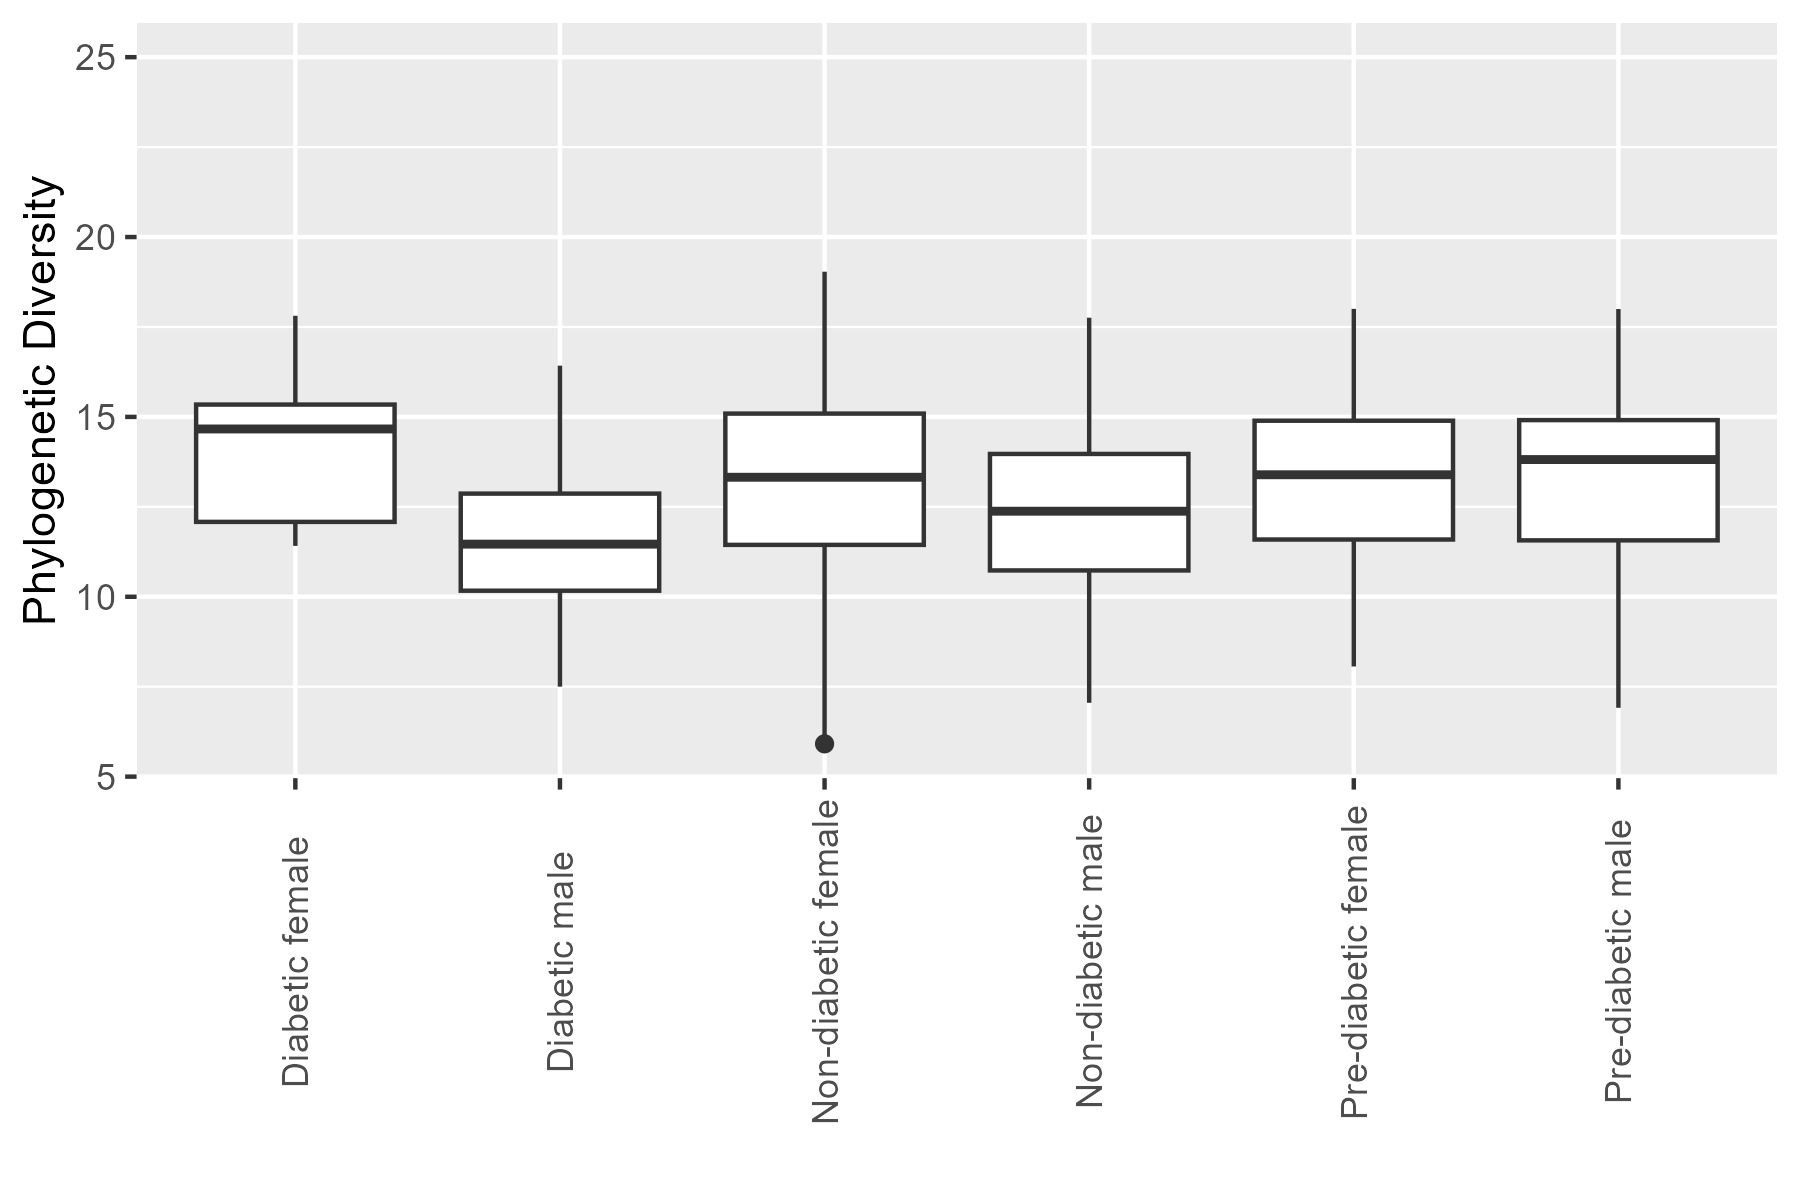 Phylogenetic Diversity
25
20
15
10
5
Diabetic female
Diabetic male
Non-diabetic female
Non-diabetic male
Pre-diabetic female
Pre-diabetic male